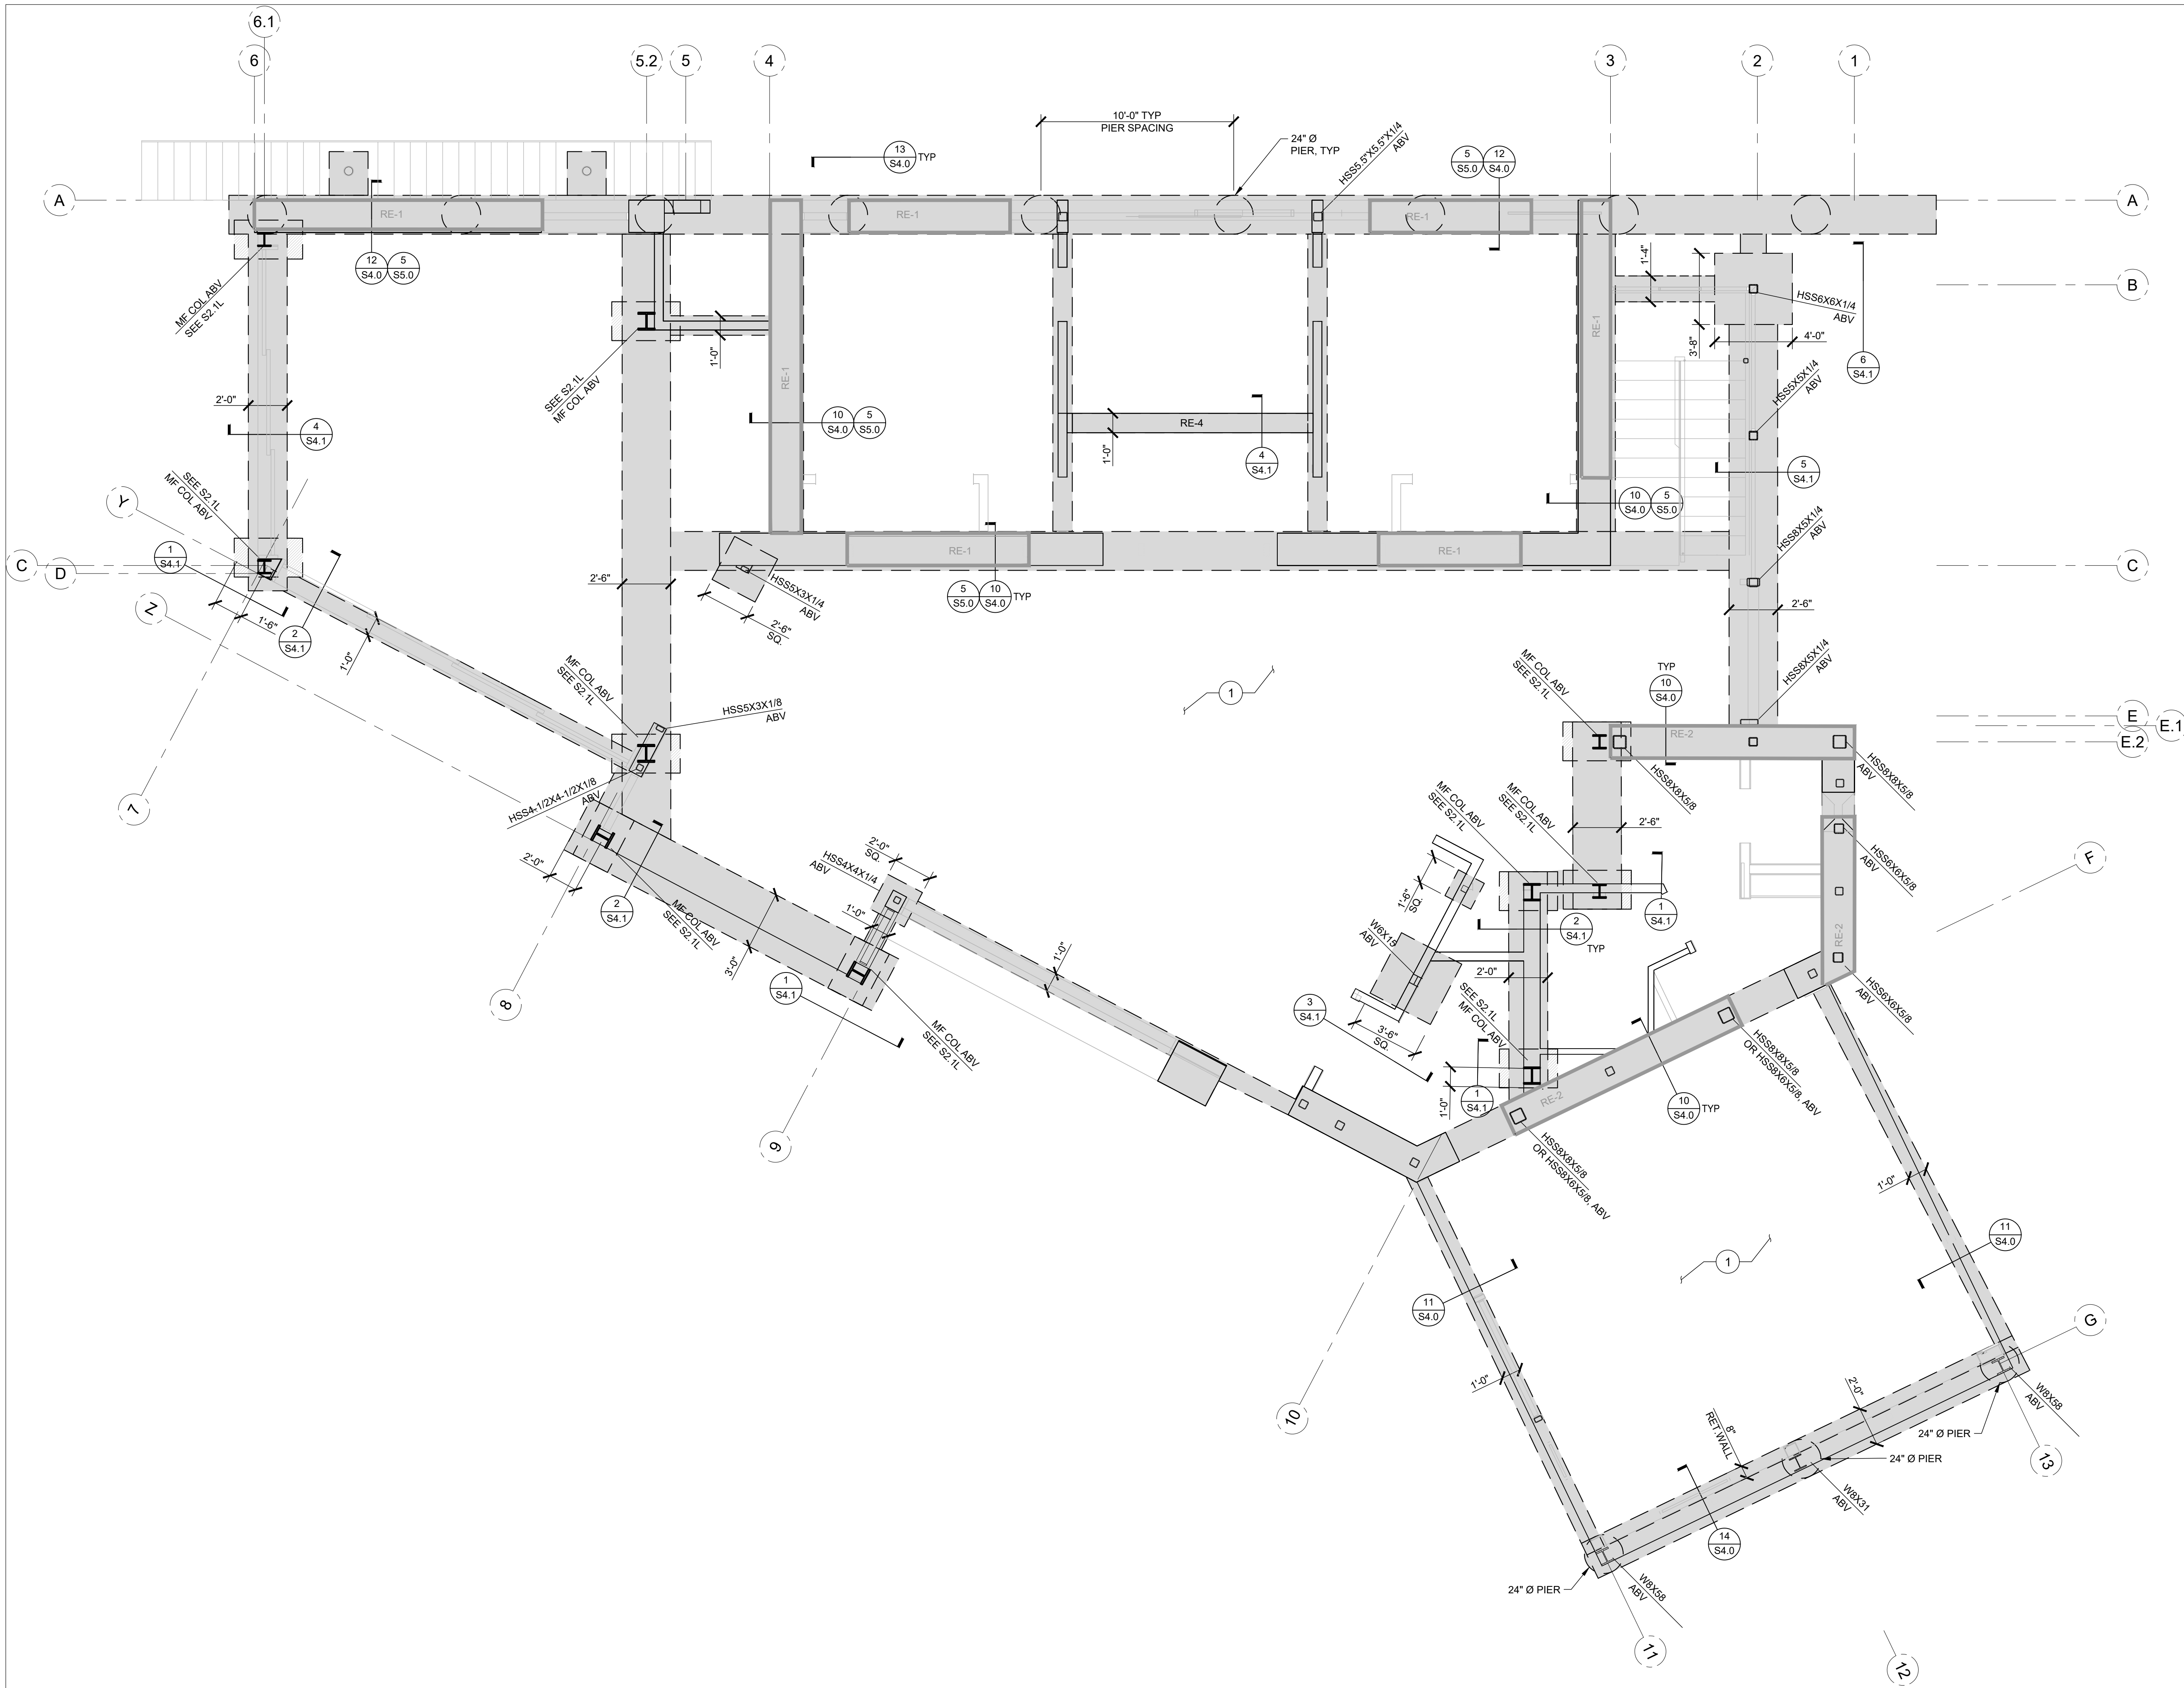 6.1
6
5.2
5
4
3
2
1
10'-0" TYP
PIER SPACING
24" Ø
PIER, TYP
HSS5.5"X5.5"X1/4
ABV
13
S4.0
TYP
5
S5.0
12
S4.0
A
A
RE-1
RE-1
RE-1
12
S4.0
5
S5.0
MF COL ABV
SEE S2.1L
1'-4"
B
HSS6X6X1/4
ABV
3'-8"
4'-0"
6
S4.1
1'-0"
RE-1
RE-1
SEE S2.1L
MF COL ABV
HSS5X5X1/4
ABV
2'-0"
4
S4.1
10
S4.0
5
S5.0
RE-4
1'-0"
4
S4.1
5
S4.1
SEE S2.1L
MF COL ABV
Y
10
S4.0
5
S5.0
HSS8X5X1/4
ABV
1
S4.1
C
D
RE-1
RE-1
C
HSS5X3X1/4
ABV
2'-6"
SQ.
2'-6"
5
S5.0
10
S4.0
TYP
2'-6"
Z
1'-6"
2
S4.1
1'-0"
MF COL ABV
SEE S2.1L
HSS5X3X1/8
ABV
1
MF COL ABV
SEE S2.1L
TYP
10
S4.0
HSS8X5X1/4
ABV
E
E.1
E.2
RE-2
HSS8X8X5/8
HSS8X8X5/8
ABV
7
HSS4-1/2X4-1/2X1/8
ABV
MF COL ABV
SEE S2.1L
MF COL ABV
SEE S2.1L
2'-6"
HSS6X6X5/8
ABV
F
2'-0"
SQ.
HSS4X4X1/4
ABV
2'-0"
2
S4.1
MF COL ABV
SEE S2.1L
1'-0"
3'-0"
1'-6"
SQ.
1
S4.1
2
S4.1
TYP
W6X15
ABV
RE-2
1'-0"
2'-0"
1
S4.1
8
SEE S2.1L
MF COL ABV
3
S4.1
3'-6"
SQ.
HSS6X6X5/8
ABV
MF COL ABV
SEE S2.1L
HSS8X8X5/8
OR HSS8X6X5/8, ABV
1'-0"
1
S4.1
RE-2
10
S4.0
TYP
9
HSS8X8X5/8
OR HSS8X6X5/8, ABV
1'-0"
11
S4.0
1
11
S4.0
G
1'-0"
10
2'-0"
W8X58
ABV
24" Ø PIER
8"
RET.WALL
24" Ø PIER
13
W8X31
ABV
14
S4.0
24" Ø PIER
W8X58
ABV
11
12